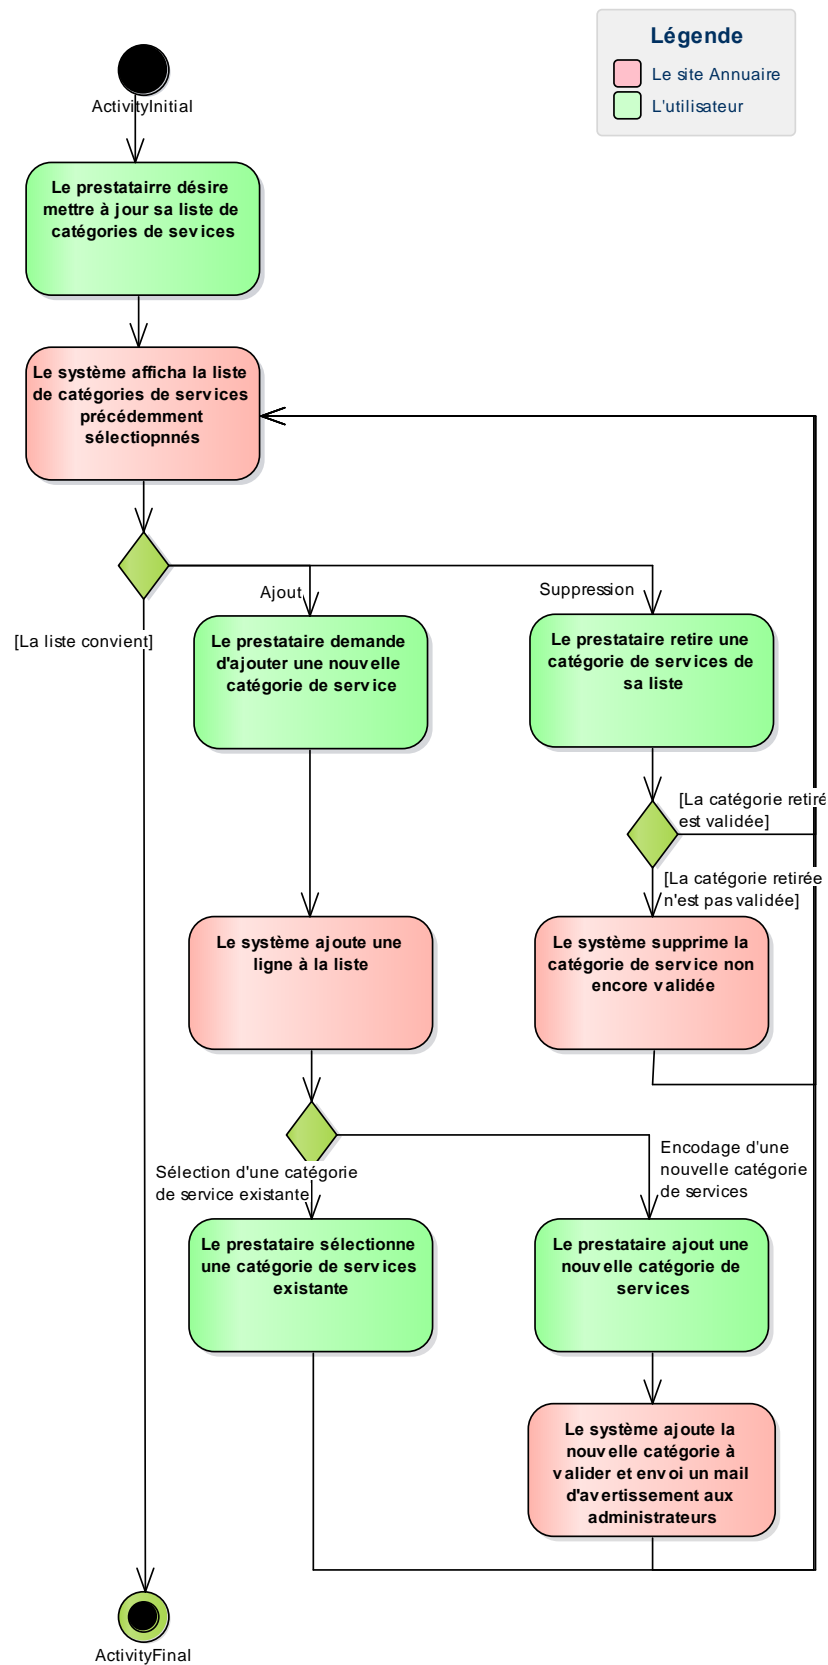 Légende
Le site Annuaire
L'utilisateur
ActivityInitial
Le prestatairre désire
mettre à jour sa liste de
catégories de sevices
Le système afficha la liste
de catégories de services
précédemment
sélectiopnnés
Ajout
Suppression
[La liste convient]
Le prestataire demande
d'ajouter une nouvelle
catégorie de service
Le prestataire retire une
catégorie de services de
sa liste
[La catégorie retiré
est validée]
[La catégorie retirée
n'est pas validée]
Le système ajoute une
ligne à la liste
Le système supprime la
catégorie de service non
encore validée
Sélection d'une catégorie
de service existante
Encodage d'une
nouvelle catégorie
de services
Le prestataire sélectionne
une catégorie de services
existante
Le prestataire ajout une
nouvelle catégorie de
services
Le système ajoute la
nouvelle catégorie à
valider et envoi un mail
d'avertissement aux
administrateurs
ActivityFinal